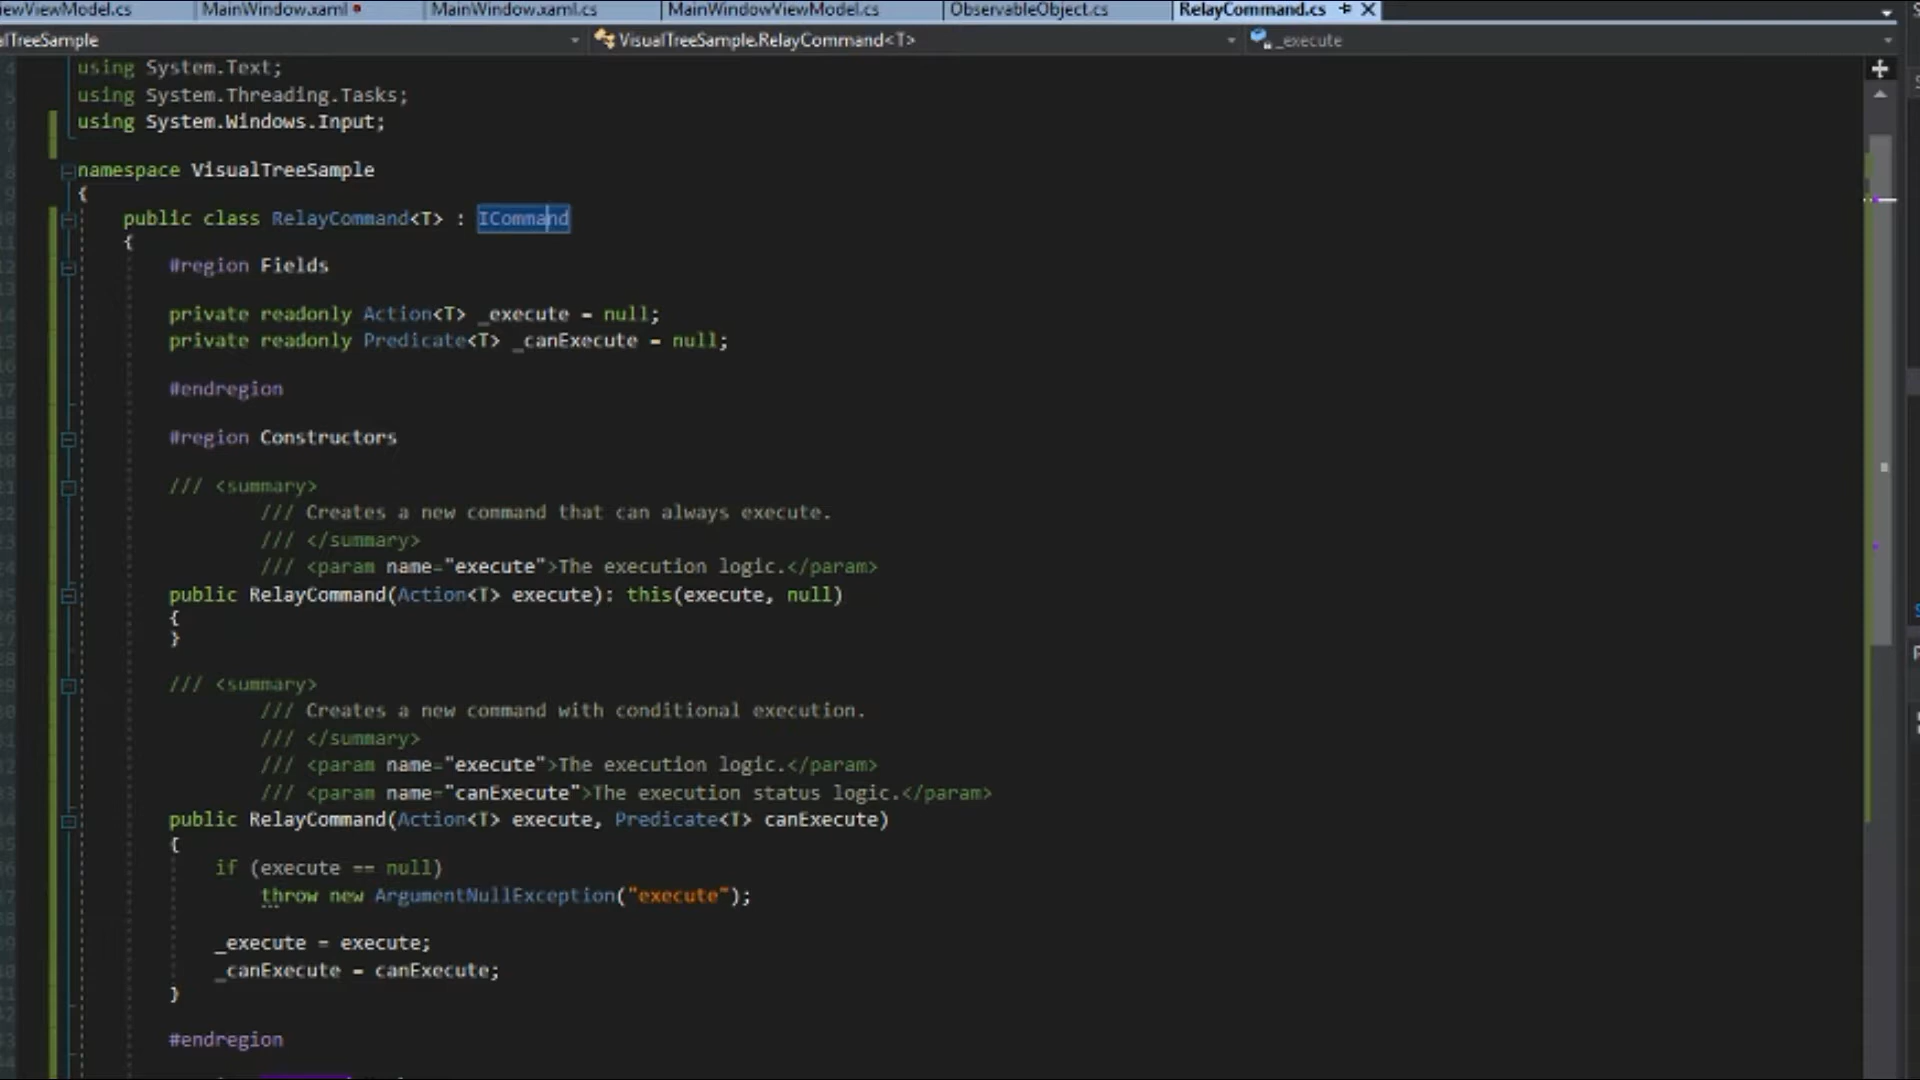 iewViewModel.cs MainWindow.xaml MainWindow.xaml.cs MainWindowViewModel.cs ObservableObject.cs RelayCommand.cs
alTreeSample VisualTreeSample.RelayCommand<T> _execute
using System.Text;
using System.Threading.Tasks;
using System.Windows.Input;
namespace VisualTreeSample
{
public class RelayCommand<T> : ICommand
{
#region Fields
private readonly Action<T> _execute = null;
private readonly Predicate<T> _canExecute = null;
#endregion
#region Constructors
/// <summary>
/// Creates a new command that can always execute.
/// </summary>
/// <param name="execute">The execution logic.</param>
public RelayCommand(Action<T> execute): this(execute, null)
{
}
/// <summary>
/// Creates a new command with conditional execution.
/// </summary>
/// <param name="execute">The execution logic.</param>
/// <param name="canExecute">The execution status logic.</param>
public RelayCommand(Action<T> execute, Predicate<T> canExecute)
{
if (execute == null)
throw new ArgumentNullException("execute");
_execute = execute;
_canExecute = canExecute;
}
#endregion